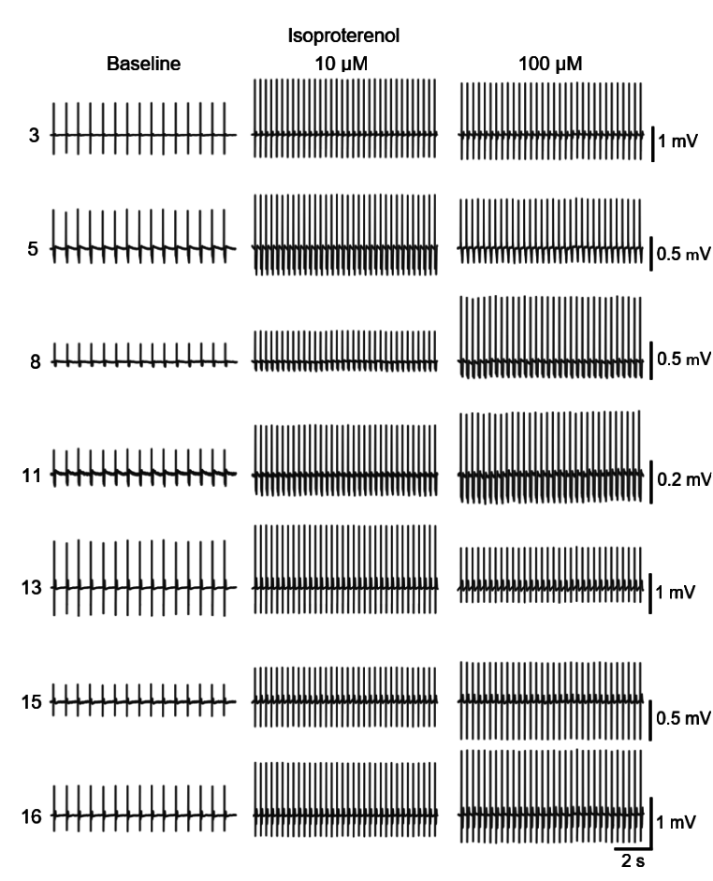 Isoproterenol
Baseline 10 µM 100 µM
3 1 mV
5 0.5 mV
8 0.5 mV
11 0.2 mV
13 1 mV
15 0.5 mV
16 1 mV
2 s